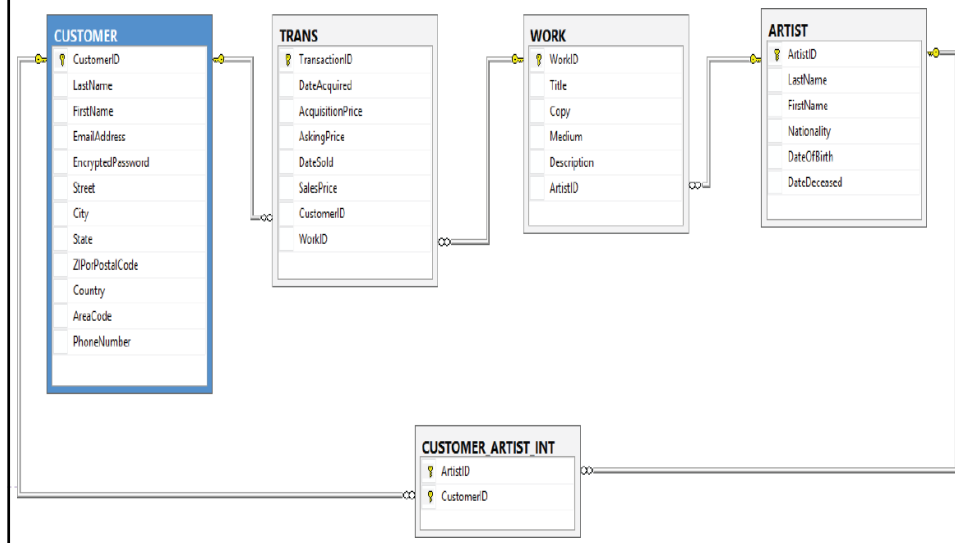 CUSTOMER
CustomerID
LastName
FirstName
EmailAddress
EncryptedPassword
Street
City
State
ZIPorPostalCode
Country
AreaCode
PhoneNumber
TRANS
TransactionID
DateAcquired
AcquisitionPrice
AskingPrice
DateSold
SalesPrice
CustomerID
WorkID
WORK
WorkID
Title
Copy
Medium
Description
ArtistID
ARTIST
ArtistID
LastName
FirstName
Nationality
DateOfBirth
DateDeceased
CUSTOMER_ARTIST_INT
ArtistID
CustomerID